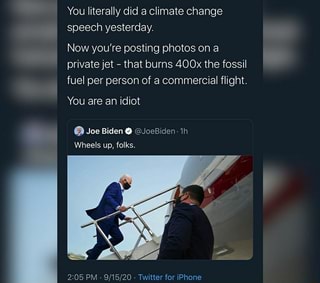 You literally did a climate change
speech yesterday.
Now you're posting photos on a
private jet - that burns 400x the fossil
fuel per person of a commercial flight.
You are an idiot
Joe Biden @JoeBiden · 1h
Wheels up, folks.
2:05 PM · 9/15/20 · Twitter for iPhone